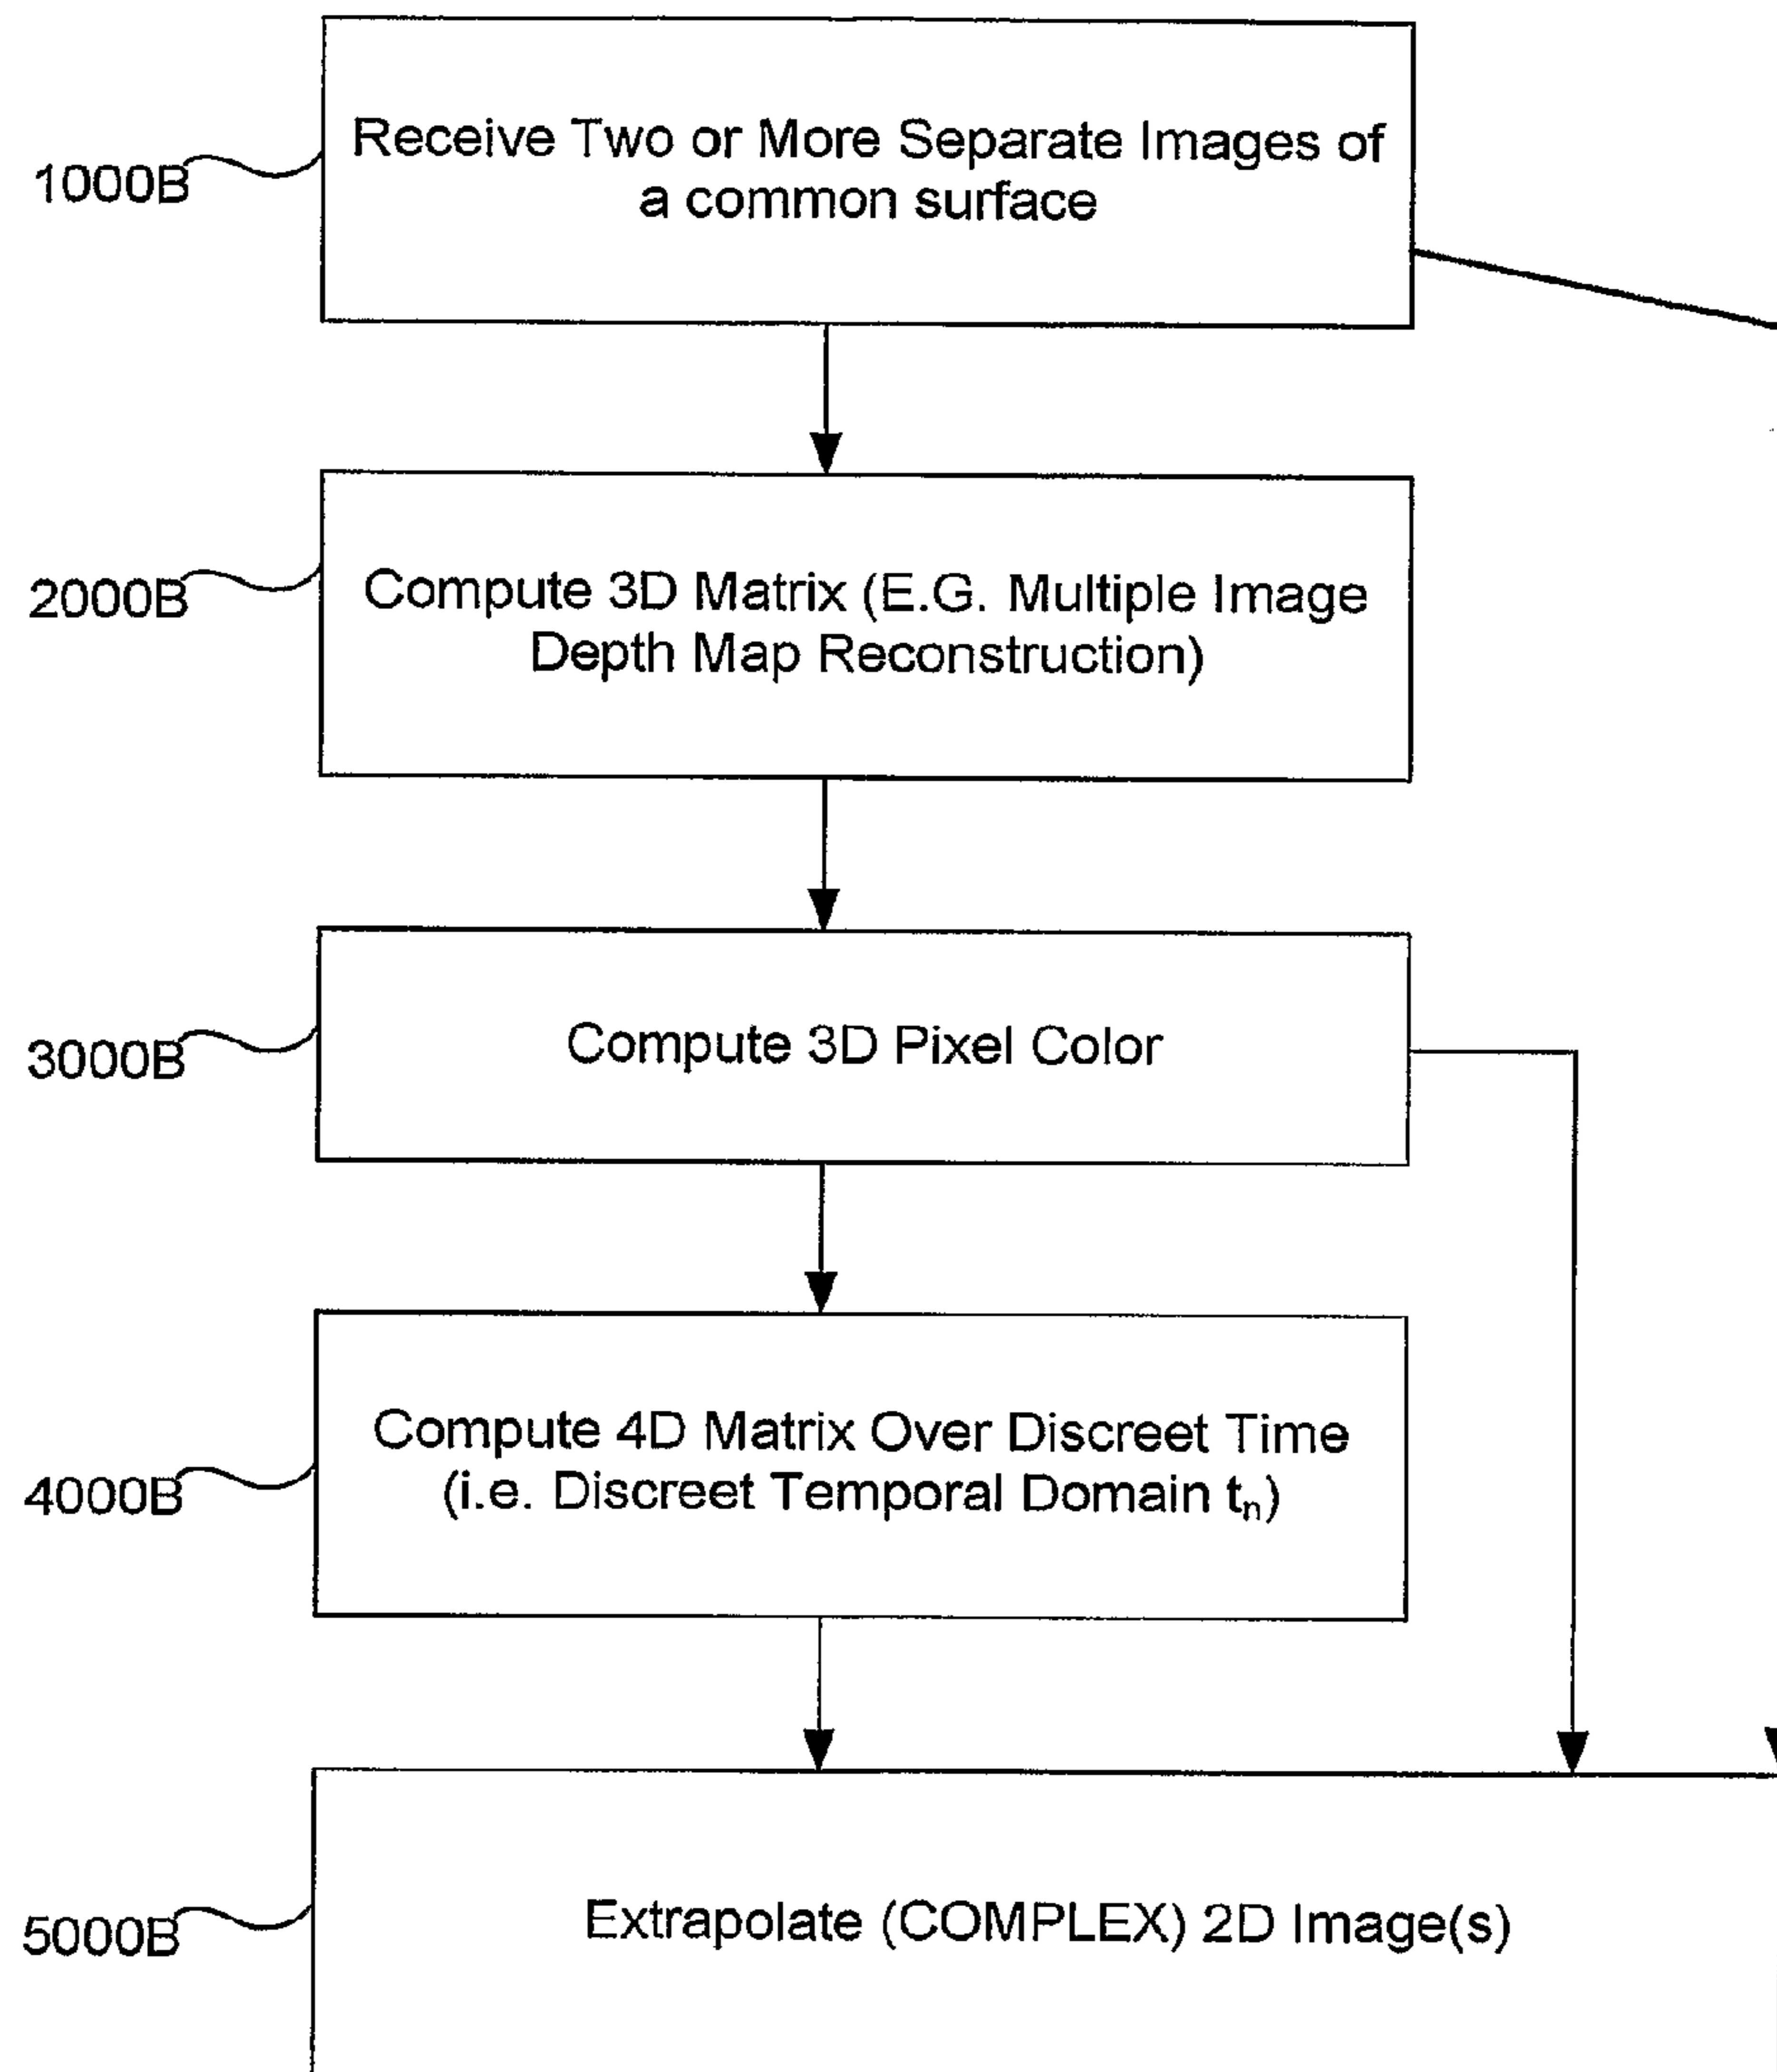 Receive Two or More Separate Images of
a common surface
1000B
Compute 3D Matrix (E.G. Multiple Image
Depth Map Reconstruction)
2000B
Compute 3D Pixel Color
3000B
Compute 4D Matrix Over Discreet Time
(i.e. Discreet Temporal Domain tₙ)
4000B
Extrapolate (COMPLEX) 2D Image(s)
5000B